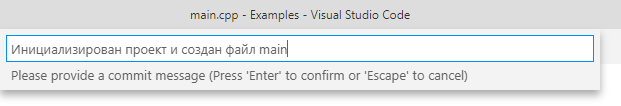 main.cpp - Examples - Visual Studio Code
Инициализирован проект и создан файл main
Please provide a commit message (Press 'Enter' to confirm or 'Escape' to cancel)